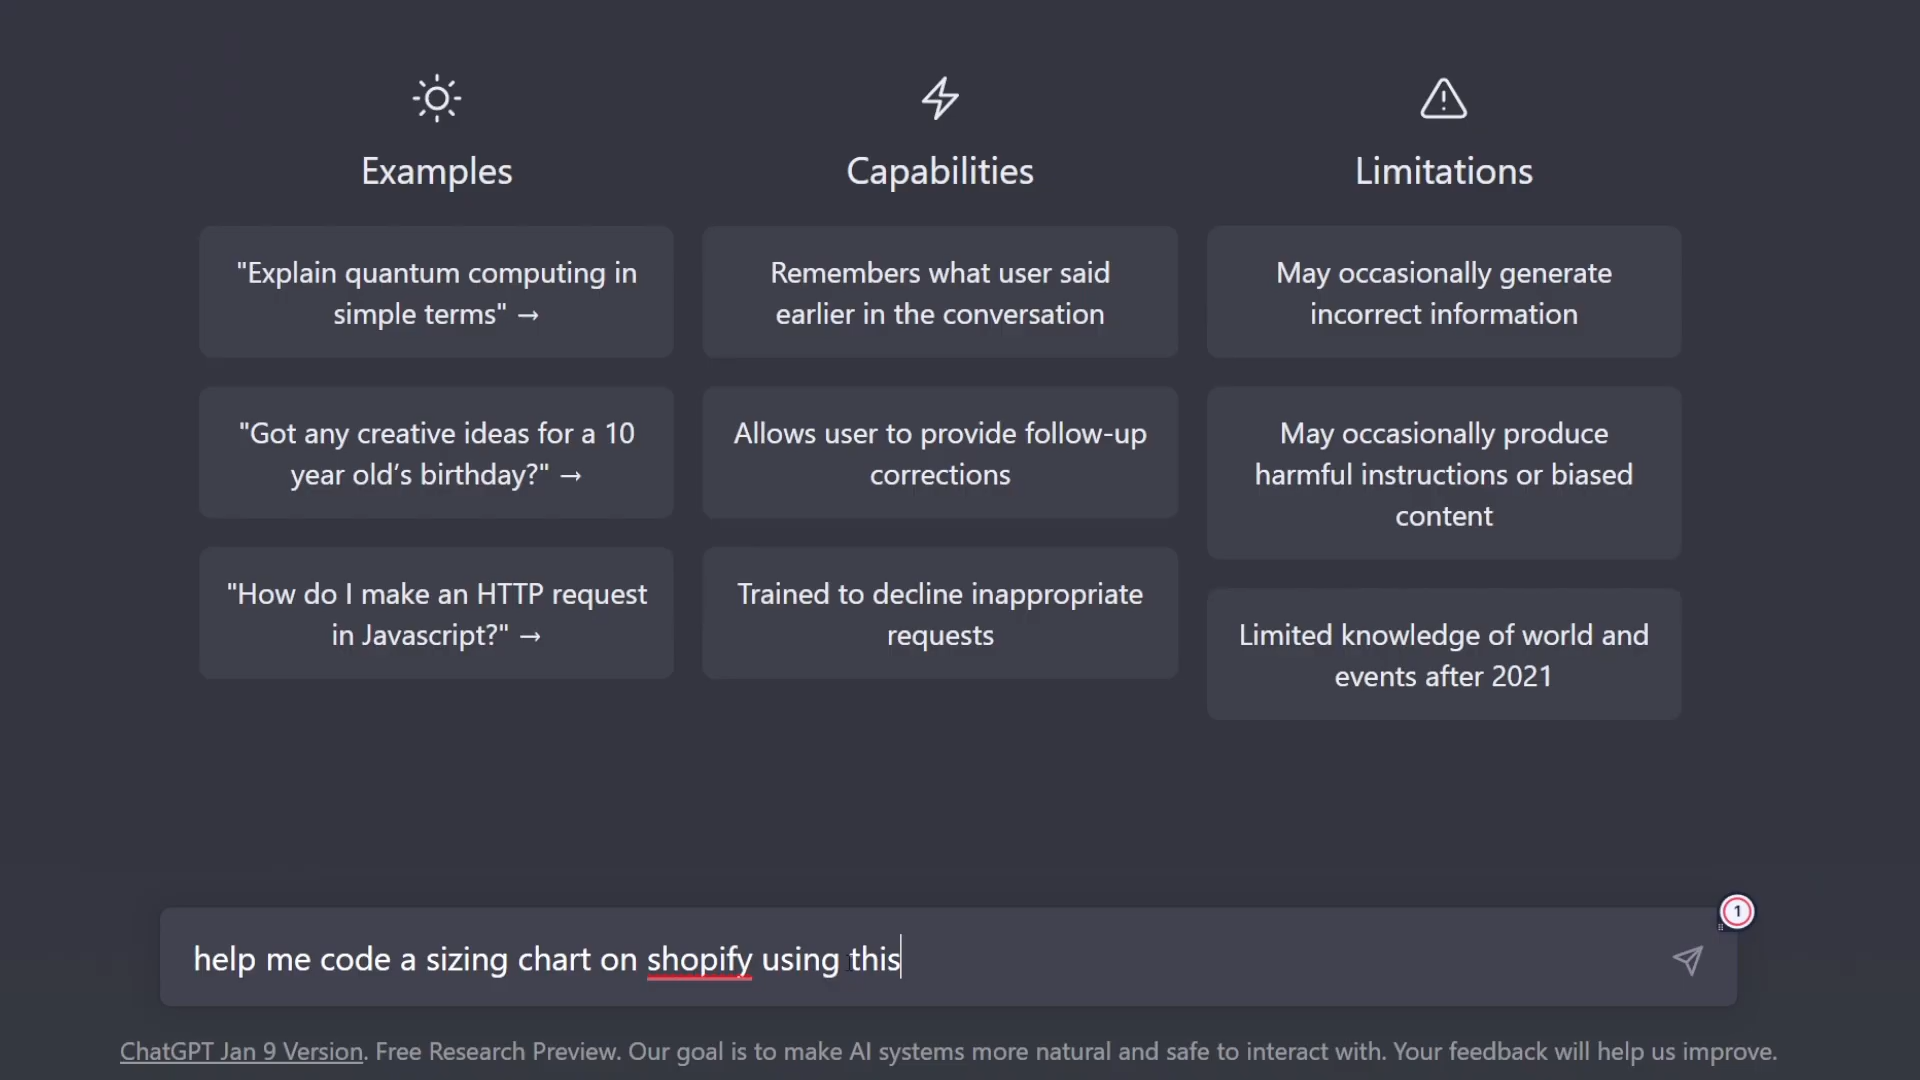 Examples
Capabilities
Limitations
"Explain quantum computing in
simple terms" →
Remembers what user said
earlier in the conversation
May occasionally generate
incorrect information
"Got any creative ideas for a 10
year old’s birthday?" →
Allows user to provide follow-up
corrections
May occasionally produce
harmful instructions or biased
content
"How do I make an HTTP request
in Javascript?" →
Trained to decline inappropriate
requests
Limited knowledge of world and
events after 2021
1
help me code a sizing chart on shopify using this
ChatGPT Jan 9 Version. Free Research Preview. Our goal is to make AI systems more natural and safe to interact with. Your feedback will help us improve.